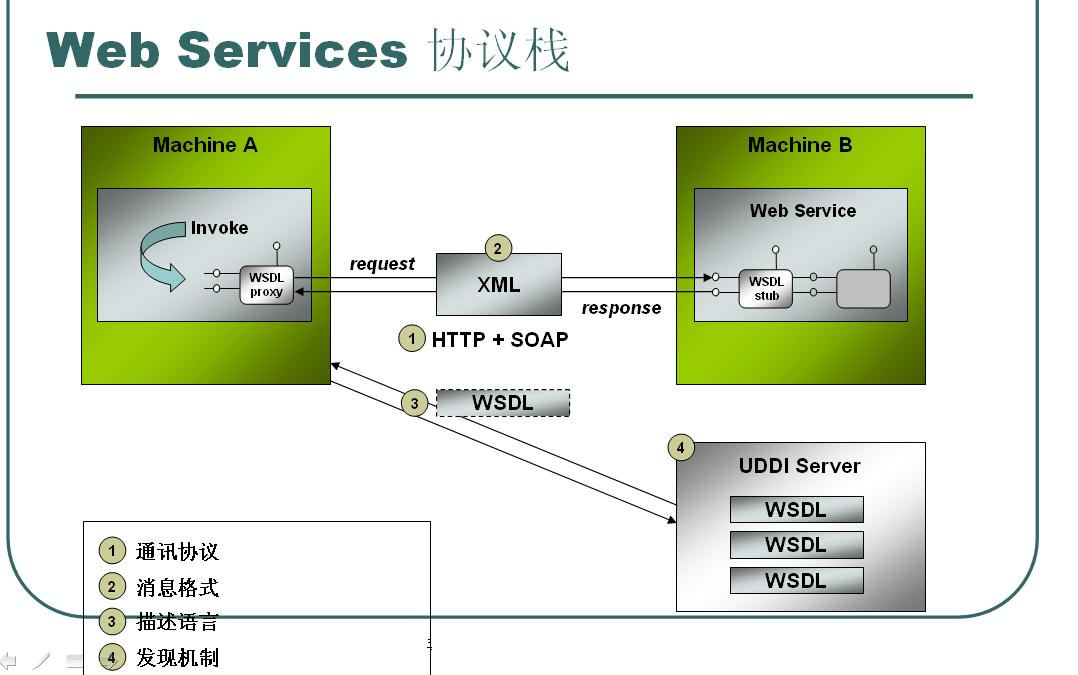 Web Services 协议栈
Machine A
Machine B
Invoke
Web Service
WSDL
proxy
request
2
XML
response
WSDL
stub
1 HTTP + SOAP
3 WSDL
4
UDDI Server
WSDL
WSDL
WSDL
1 通讯协议
2 消息格式
3 描述语言
4 发现机制